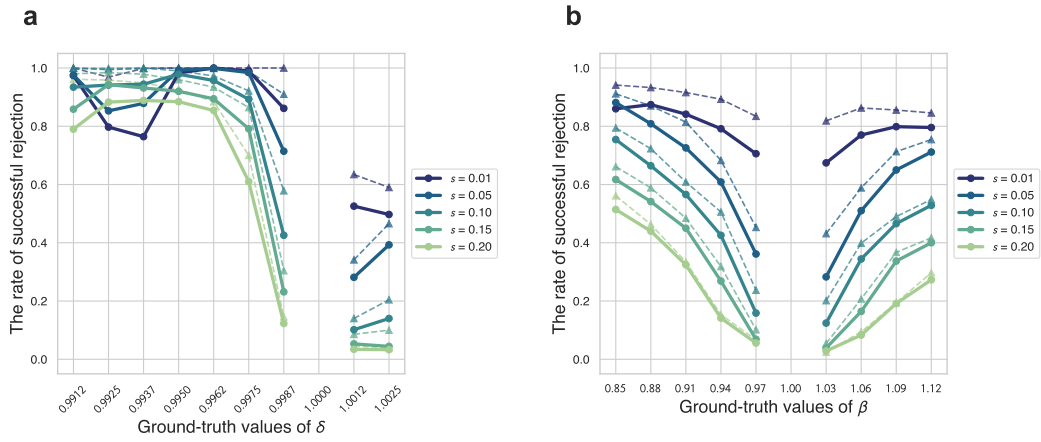 a
The rate of successful rejection
1.0
0.8
0.6
0.4
0.2
0.0
0.9912
0.9925
0.9937
0.9950
0.9962
0.9975
0.9987
1.0000
1.0012
1.0025
Ground-truth values of δ
s = 0.01
s = 0.05
s = 0.10
s = 0.15
s = 0.20
b
The rate of successful rejection
1.0
0.8
0.6
0.4
0.2
0.0
0.85 0.88 0.91 0.94 0.97 1.00 1.03 1.06 1.09 1.12
Ground-truth values of β
s = 0.01
s = 0.05
s = 0.10
s = 0.15
s = 0.20